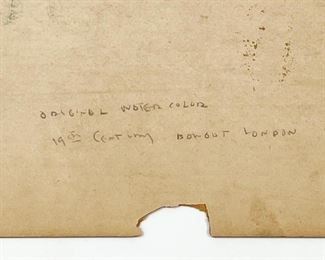 ORIGINAL WATER COLOR
19th CENTURY BOUGHT LONDON